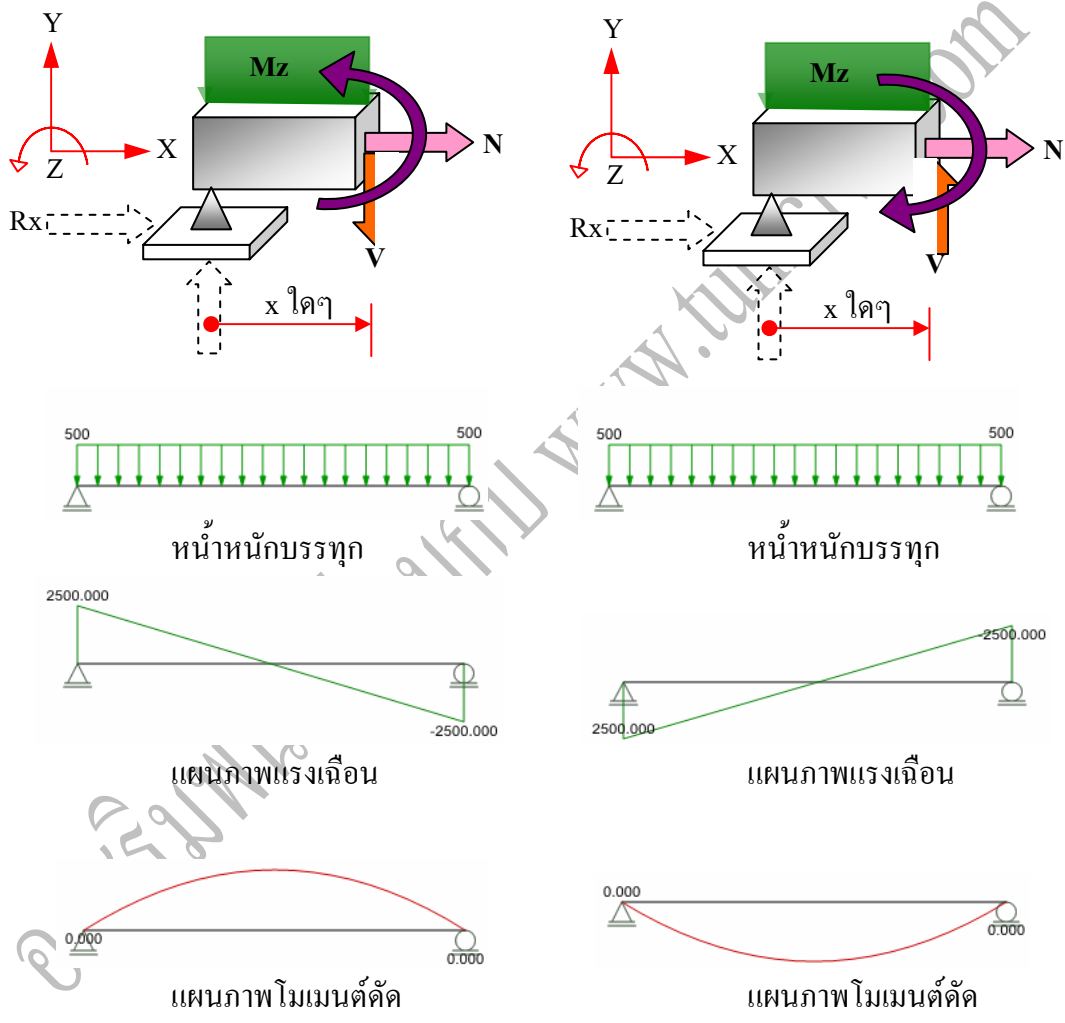 Y
Mz
X
Z
N
Rx
V
x ใดๆ
Y
Mz
X
Z
N
Rx
V
x ใดๆ
500 500
หน้ำหนักบรรทุก
500 500
หน้ำหนักบรรทุก
2500.000
-2500.000
แผนภาพแรงเฉือน
-2500.000
2500.000
แผนภาพแรงเฉือน
0.000
0.000
แผนภาพโมเมนต์ดัด
0.000
0.000
แผนภาพโมเมนต์ดัด
www.tum